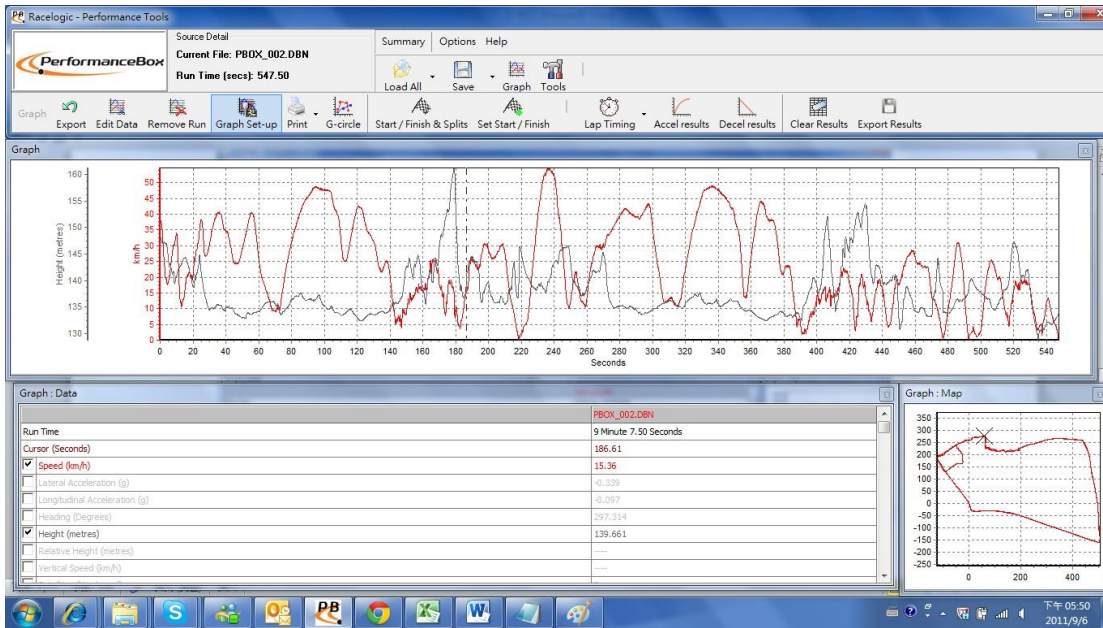 Racelogic - Performance Tools
PerformanceBox
Source Detail
Current File: PBOX_002.DBN
Run Time (secs): 547.50
Summary Options Help
Load All Save Graph Tools
Graph
Export Edit Data Remove Run Graph Set-up Print G-circle Start / Finish & Splits Set Start / Finish Lap Timing Accel results Decel results Clear Results Export Results
Graph
160
155
150
145
140
135
130
Height (metres)
50
45
40
35
30
25
20
15
10
5
0
km/h
0 20 40 60 80 100 120 140 160 180 200 220 240 260 280 300 320 340 360 380 400 420 440 460 480 500 520 540
Seconds
Graph : Data
PBOX_002.DBN
Run Time 9 Minute 7.50 Seconds
Cursor (Seconds) 186.61
Speed (km/h) 15.36
Lateral Acceleration (g) -0.339
Longitudinal Acceleration (g) -0.097
Heading (Degrees) 297.314
Height (metres) 139.661
Relative Height (metres) ----
Vertical Speed (km/h) ----
Graph : Map
350
300
250
200
150
100
50
0
-50
-100
-150
-200
-250
0 200 400
PB
下午 05:50
2011/9/6